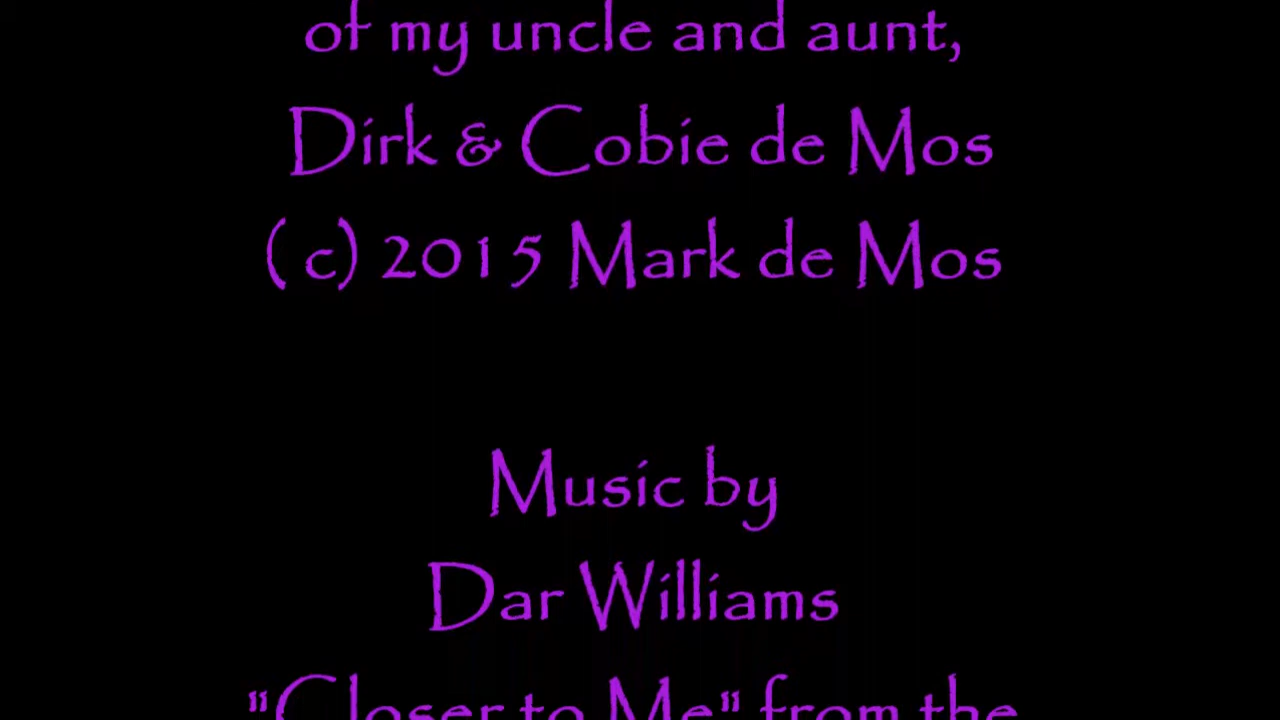 of my uncle and aunt,
Dirk & Cobie de Mos
( c) 2015 Mark de Mos
Music by
Dar Williams
"Closer to Me" from the